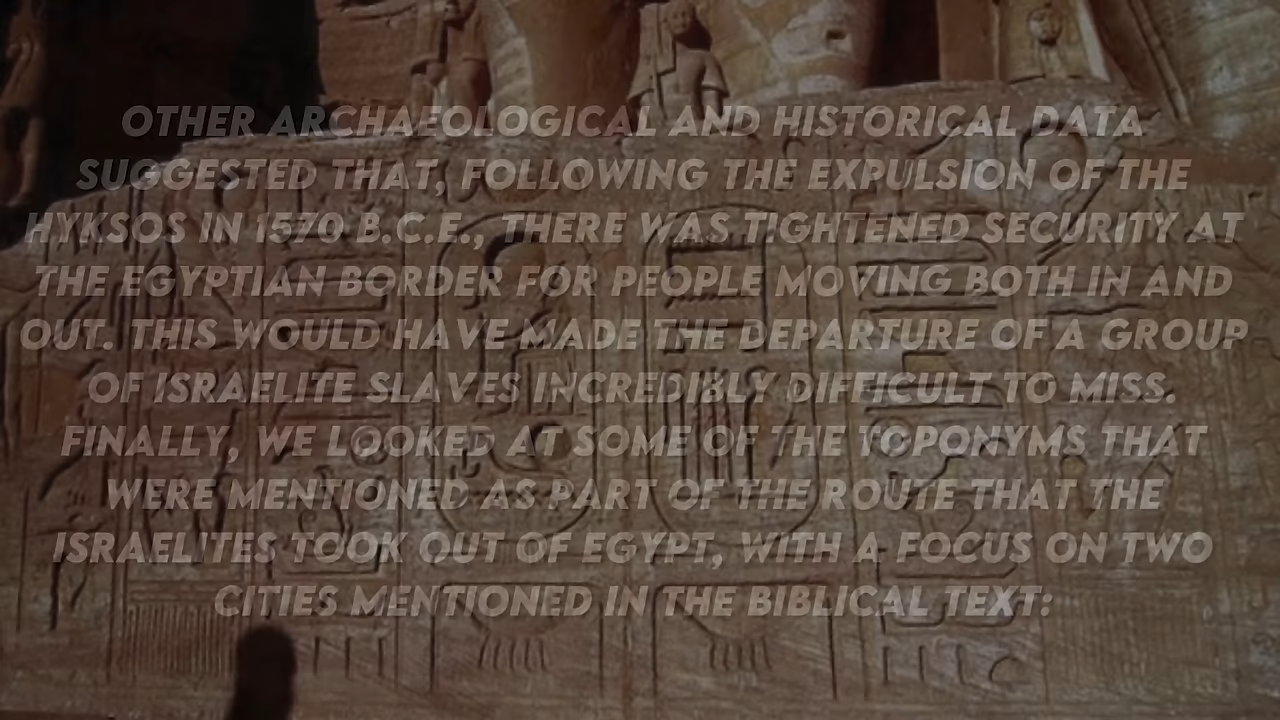 OTHER ARCHAEOLOGICAL AND HISTORICAL DATA
SUGGESTED THAT, FOLLOWING THE EXPULSION OF THE
HYKSOS IN 1570 B.C.E., THERE WAS TIGHTENED SECURITY AT
THE EGYPTIAN BORDER FOR PEOPLE MOVING BOTH IN AND
OUT. THIS WOULD HAVE MADE THE DEPARTURE OF A GROUP
OF ISRAELITE SLAVES INCREDIBLY DIFFICULT TO MISS.
FINALLY, WE LOOKED AT SOME OF THE TOPONYMS THAT
WERE MENTIONED AS PART OF THE ROUTE THAT THE
ISRAELITES TOOK OUT OF EGYPT, WITH A FOCUS ON TWO
CITIES MENTIONED IN THE BIBLICAL TEXT: